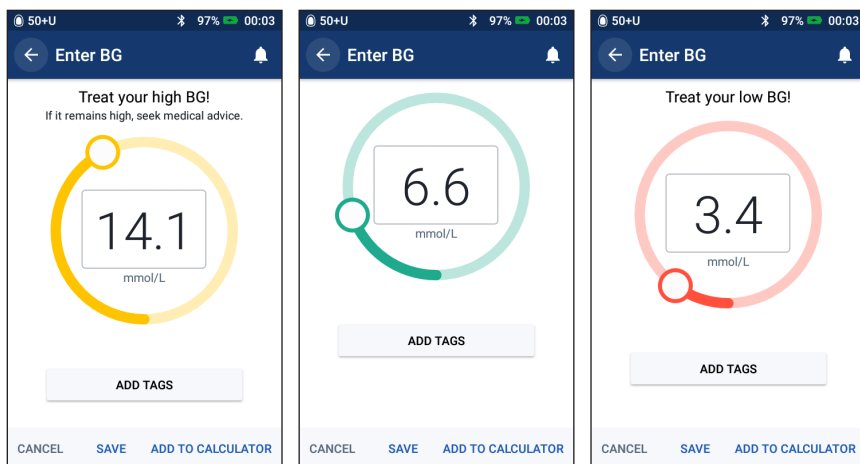 50+U 97% 00:03
Enter BG
Treat your high BG!
If it remains high, seek medical advice.
14.1
mmol/L
ADD TAGS
CANCEL SAVE ADD TO CALCULATOR
50+U 97% 00:03
Enter BG
6.6
mmol/L
ADD TAGS
CANCEL SAVE ADD TO CALCULATOR
50+U 97% 00:03
Enter BG
Treat your low BG!
3.4
mmol/L
ADD TAGS
CANCEL SAVE ADD TO CALCULATOR